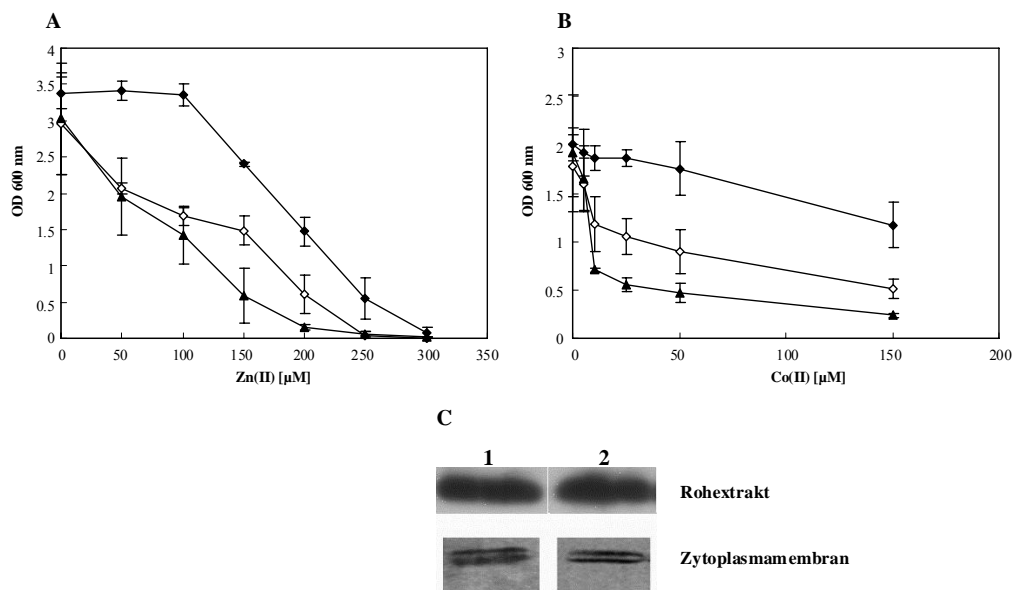 A
4
3.5
3
2.5
2
1.5
1
0.5
0
OD 600 nm
0 50 100 150 200 250 300 350
Zn(II) [µM]
B
3
2.5
2
1.5
1
0.5
0
OD 600 nm
0 50 100 150 200
Co(II) [µM]
C
1 2
Rohextrakt
Zytoplasmamembran